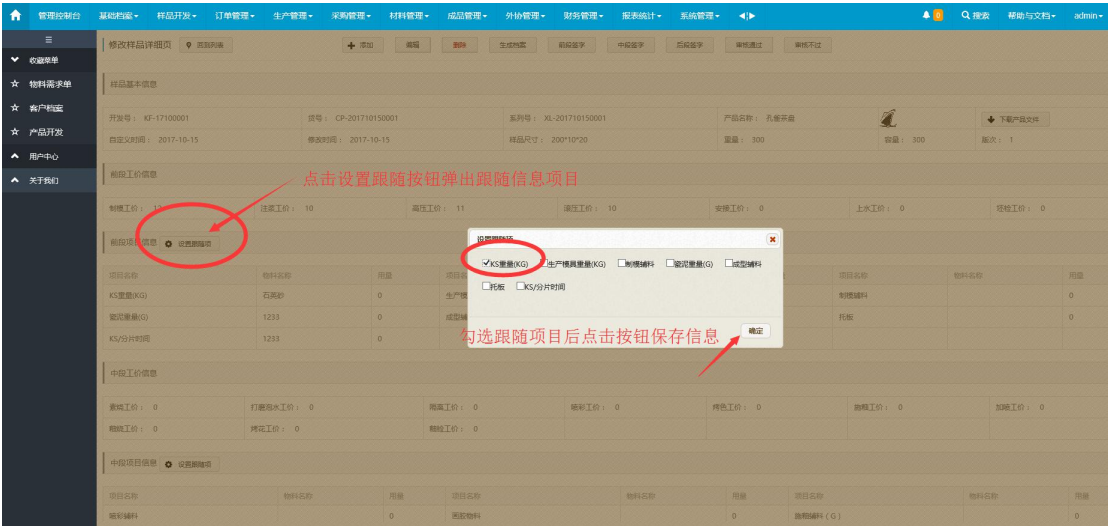 管理控制台 基础档案 样品开发 订单管理 生产管理 采购管理 材料管理 成品管理 外协管理 财务管理 报表统计 系统管理 0 搜索 帮助与文档 admin
收藏菜单
物料需求单
客户档案
产品开发
用户中心
关于我们
修改样品详细页 签到列表 添加 编辑 删除 生成档案 前段签字 中段签字 后段签字 审核通过 审核不过
样品基本信息
开发号: KF-17100001 货号: CP-201710150001 系列号: XL-201710150001 产品名称: 孔雀茶壶 下载产品文件
自定义时间: 2017-10-15 修改时间: 2017-10-15 样品尺寸: 200*10*20 重量: 300 容量: 300 版次: 1
前段工价信息
点击设置跟随按钮弹出跟随信息项目
制模工价: 12 注浆工价: 10 高压工价: 11 滚压工价: 10 安接工价: 0 上水工价: 0 坯检工价: 0
前段项目信息 设置跟随项
设置跟随项
KS重量(KG) 生产模具重量(KG) 制模辅料 瓷泥重量(G) 成型辅料
托板 KS/分片时间
确定
勾选跟随项目后点击按钮保存信息
项目名称 物料名称 用量 项目名称 项目名称 物料名称 用量
KS重量(KG) 石英砂 0 生产模 制模辅料 0
瓷泥重量(G) 1233 0 成型辅 托板 0
KS/分片时间 1233 0
中段工价信息
素烧工价: 0 打磨泡水工价: 0 喷彩工价: 0 烤色工价: 0 施釉工价: 0
釉烧工价: 0 烤花工价: 0 釉检工价: 0
中段项目信息 设置跟随项
项目名称 物料名称 用量 项目名称 物料名称 用量 项目名称 物料名称 用量
喷彩辅料 0 0 施釉辅料(G) 0